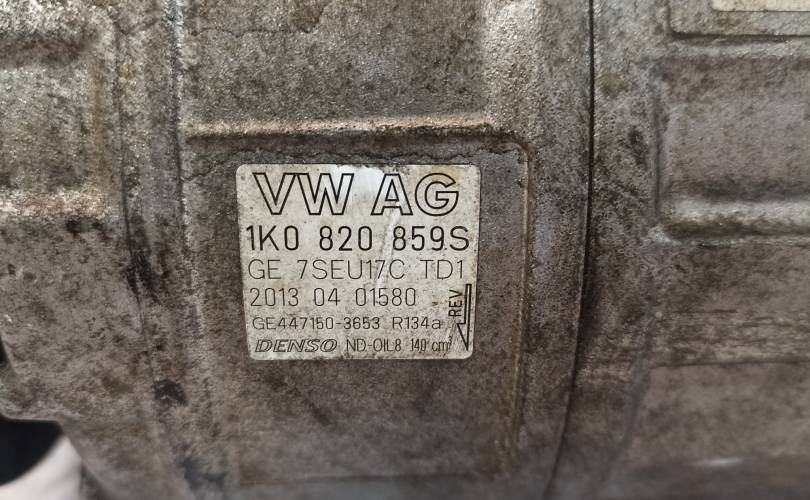 VW AG
1K0 820 859 S
GE 7SEU17C TD1
2013 04 01580
GE447150-3653 R134a
REV
DENSO ND-OIL8 140 cm³